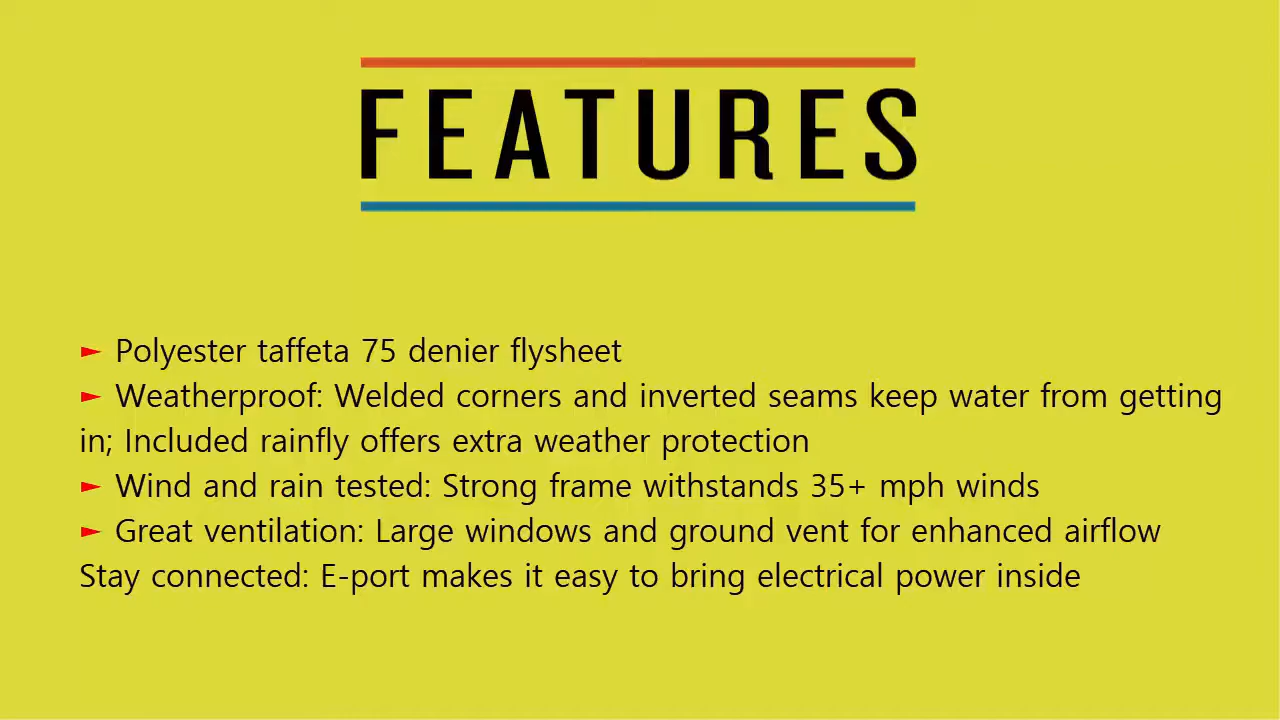 FEATURES
► Polyester taffeta 75 denier flysheet
► Weatherproof: Welded corners and inverted seams keep water from getting
in; Included rainfly offers extra weather protection
► Wind and rain tested: Strong frame withstands 35+ mph winds
► Great ventilation: Large windows and ground vent for enhanced airflow
Stay connected: E-port makes it easy to bring electrical power inside